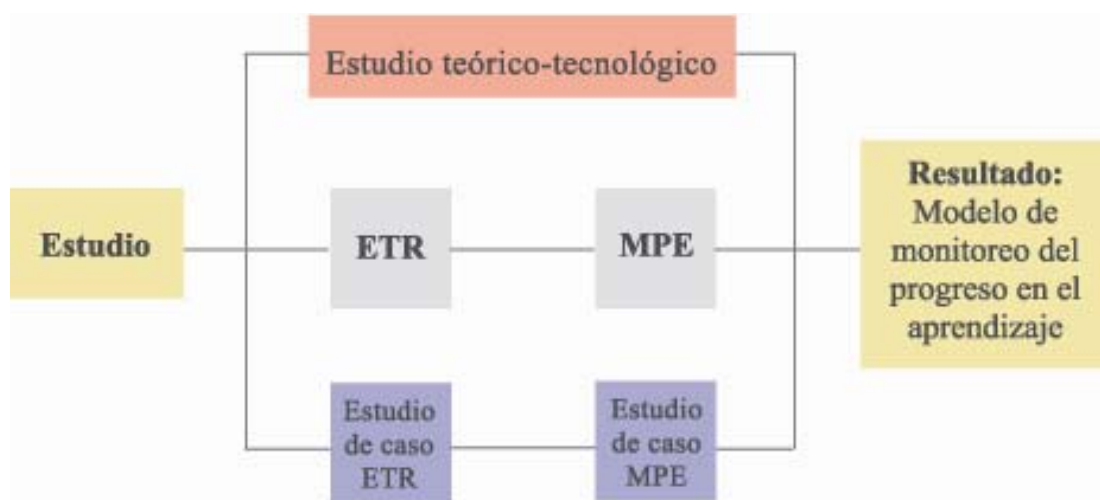 Estudio teórico-tecnológico
Estudio
ETR
MPE
Resultado:
Modelo de
monitoreo del
progreso en el
aprendizaje
Estudio
de caso
ETR
Estudio
de caso
MPE